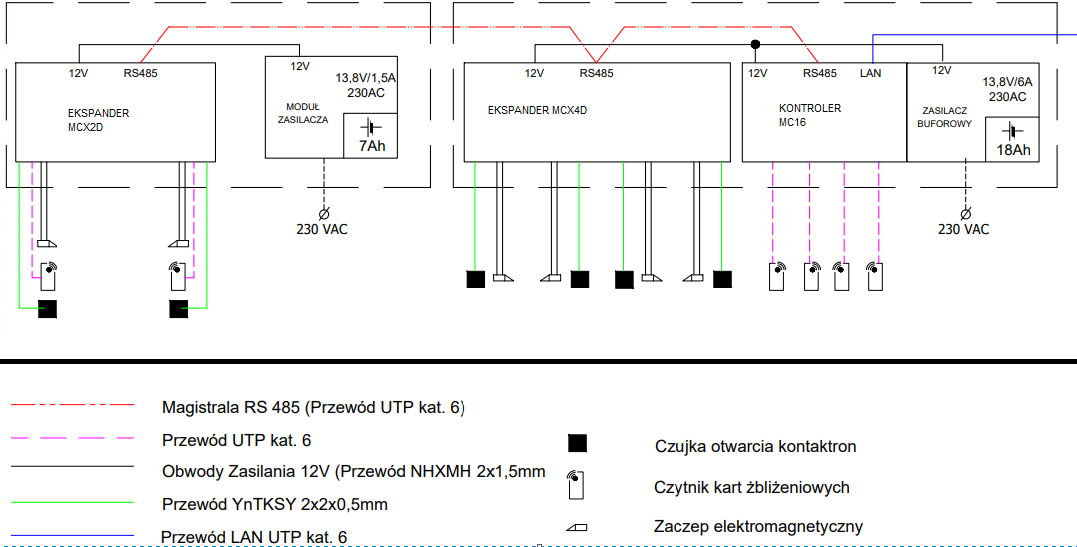 12V
RS485
EKSPANDER
MCX2D
12V
13,8V/1,5A
230AC
MODUŁ
ZASILACZA
7Ah
230 VAC
12V
RS485
EKSPANDER MCX4D
12V
RS485
LAN
KONTROLER
MC16
12V
13,8V/6A
230AC
ZASILACZ
BUFOROWY
18Ah
230 VAC
Magistrala RS 485 (Przewód UTP kat. 6)
Przewód UTP kat. 6
Obwody Zasilania 12V (Przewód NHXMH 2x1,5mm
Przewód YnTKSY 2x2x0,5mm
Przewód LAN UTP kat. 6
Czujka otwarcia kontaktron
Czytnik kart żbliżeniowych
Zaczep elektromagnetyczny